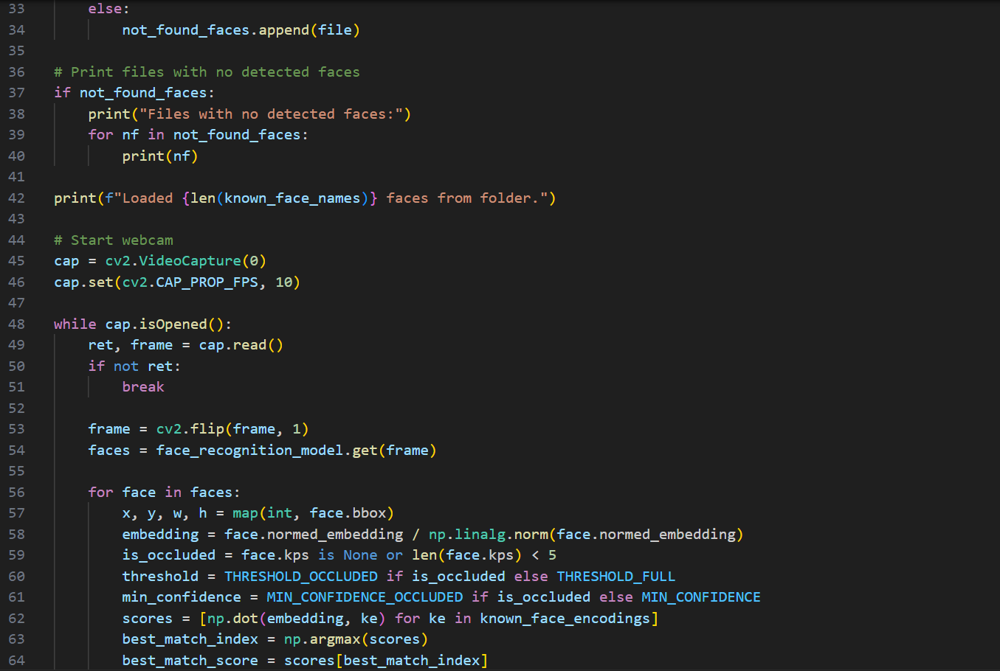 33 else:
34 not_found_faces.append(file)
35
36 # Print files with no detected faces
37 if not_found_faces:
38 print("Files with no detected faces:")
39 for nf in not_found_faces:
40 print(nf)
41
42 print(f"Loaded {len(known_face_names)} faces from folder.")
43
44 # Start webcam
45 cap = cv2.VideoCapture(0)
46 cap.set(cv2.CAP_PROP_FPS, 10)
47
48 while cap.isOpened():
49 ret, frame = cap.read()
50 if not ret:
51 break
52
53 frame = cv2.flip(frame, 1)
54 faces = face_recognition_model.get(frame)
55
56 for face in faces:
57 x, y, w, h = map(int, face.bbox)
58 embedding = face.normed_embedding / np.linalg.norm(face.normed_embedding)
59 is_occluded = face.kps is None or len(face.kps) < 5
60 threshold = THRESHOLD_OCCLUDED if is_occluded else THRESHOLD_FULL
61 min_confidence = MIN_CONFIDENCE_OCCLUDED if is_occluded else MIN_CONFIDENCE
62 scores = [np.dot(embedding, ke) for ke in known_face_encodings]
63 best_match_index = np.argmax(scores)
64 best_match_score = scores[best_match_index]